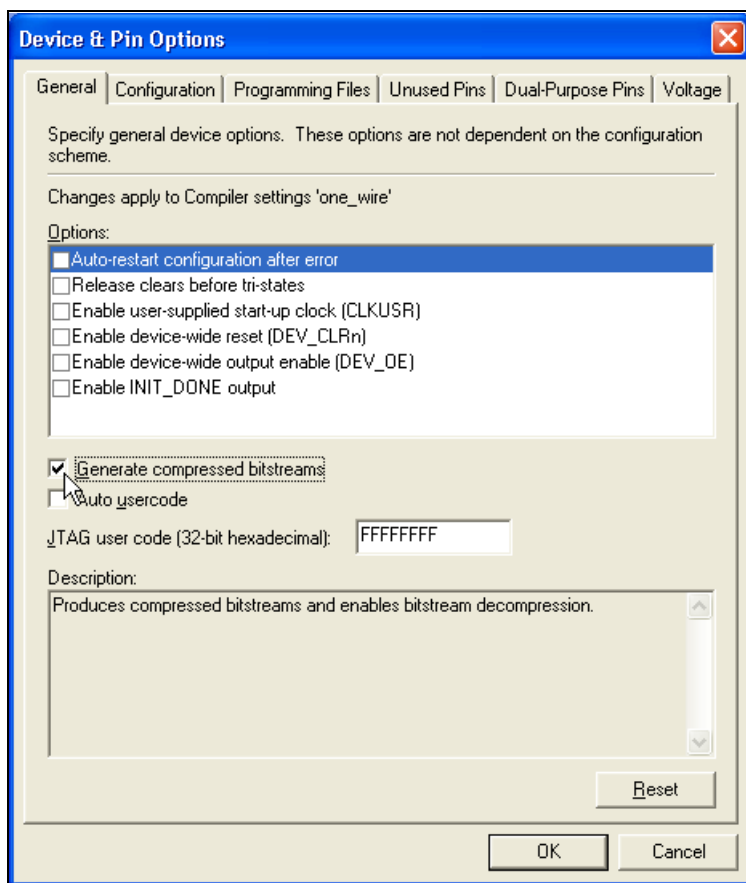 Device & Pin Options
General Configuration Programming Files Unused Pins Dual-Purpose Pins Voltage
Specify general device options. These options are not dependent on the configuration
scheme.
Changes apply to Compiler settings 'one_wire'
Options:
Auto-restart configuration after error
Release clears before tri-states
Enable user-supplied start-up clock (CLKUSR)
Enable device-wide reset (DEV_CLRn)
Enable device-wide output enable (DEV_OE)
Enable INIT_DONE output
Generate compressed bitstreams
Auto usercode
JTAG user code (32-bit hexadecimal): FFFFFFFF
Description:
Produces compressed bitstreams and enables bitstream decompression.
Reset
OK Cancel